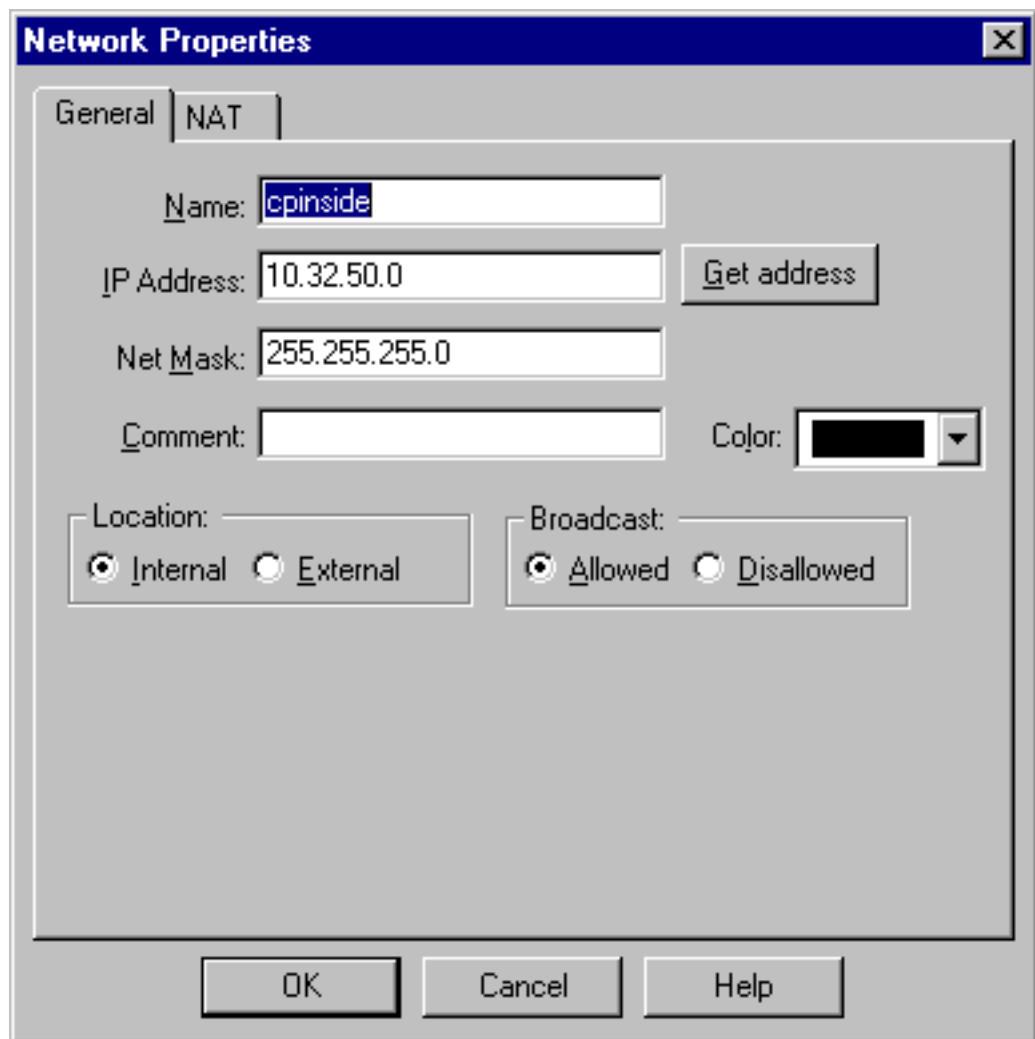 Network Properties
General NAT
Name: cpinside
IP Address: 10.32.50.0 Get address
Net Mask: 255.255.255.0
Comment: Color:
Location: Broadcast:
Internal External Allowed Disallowed
OK Cancel Help